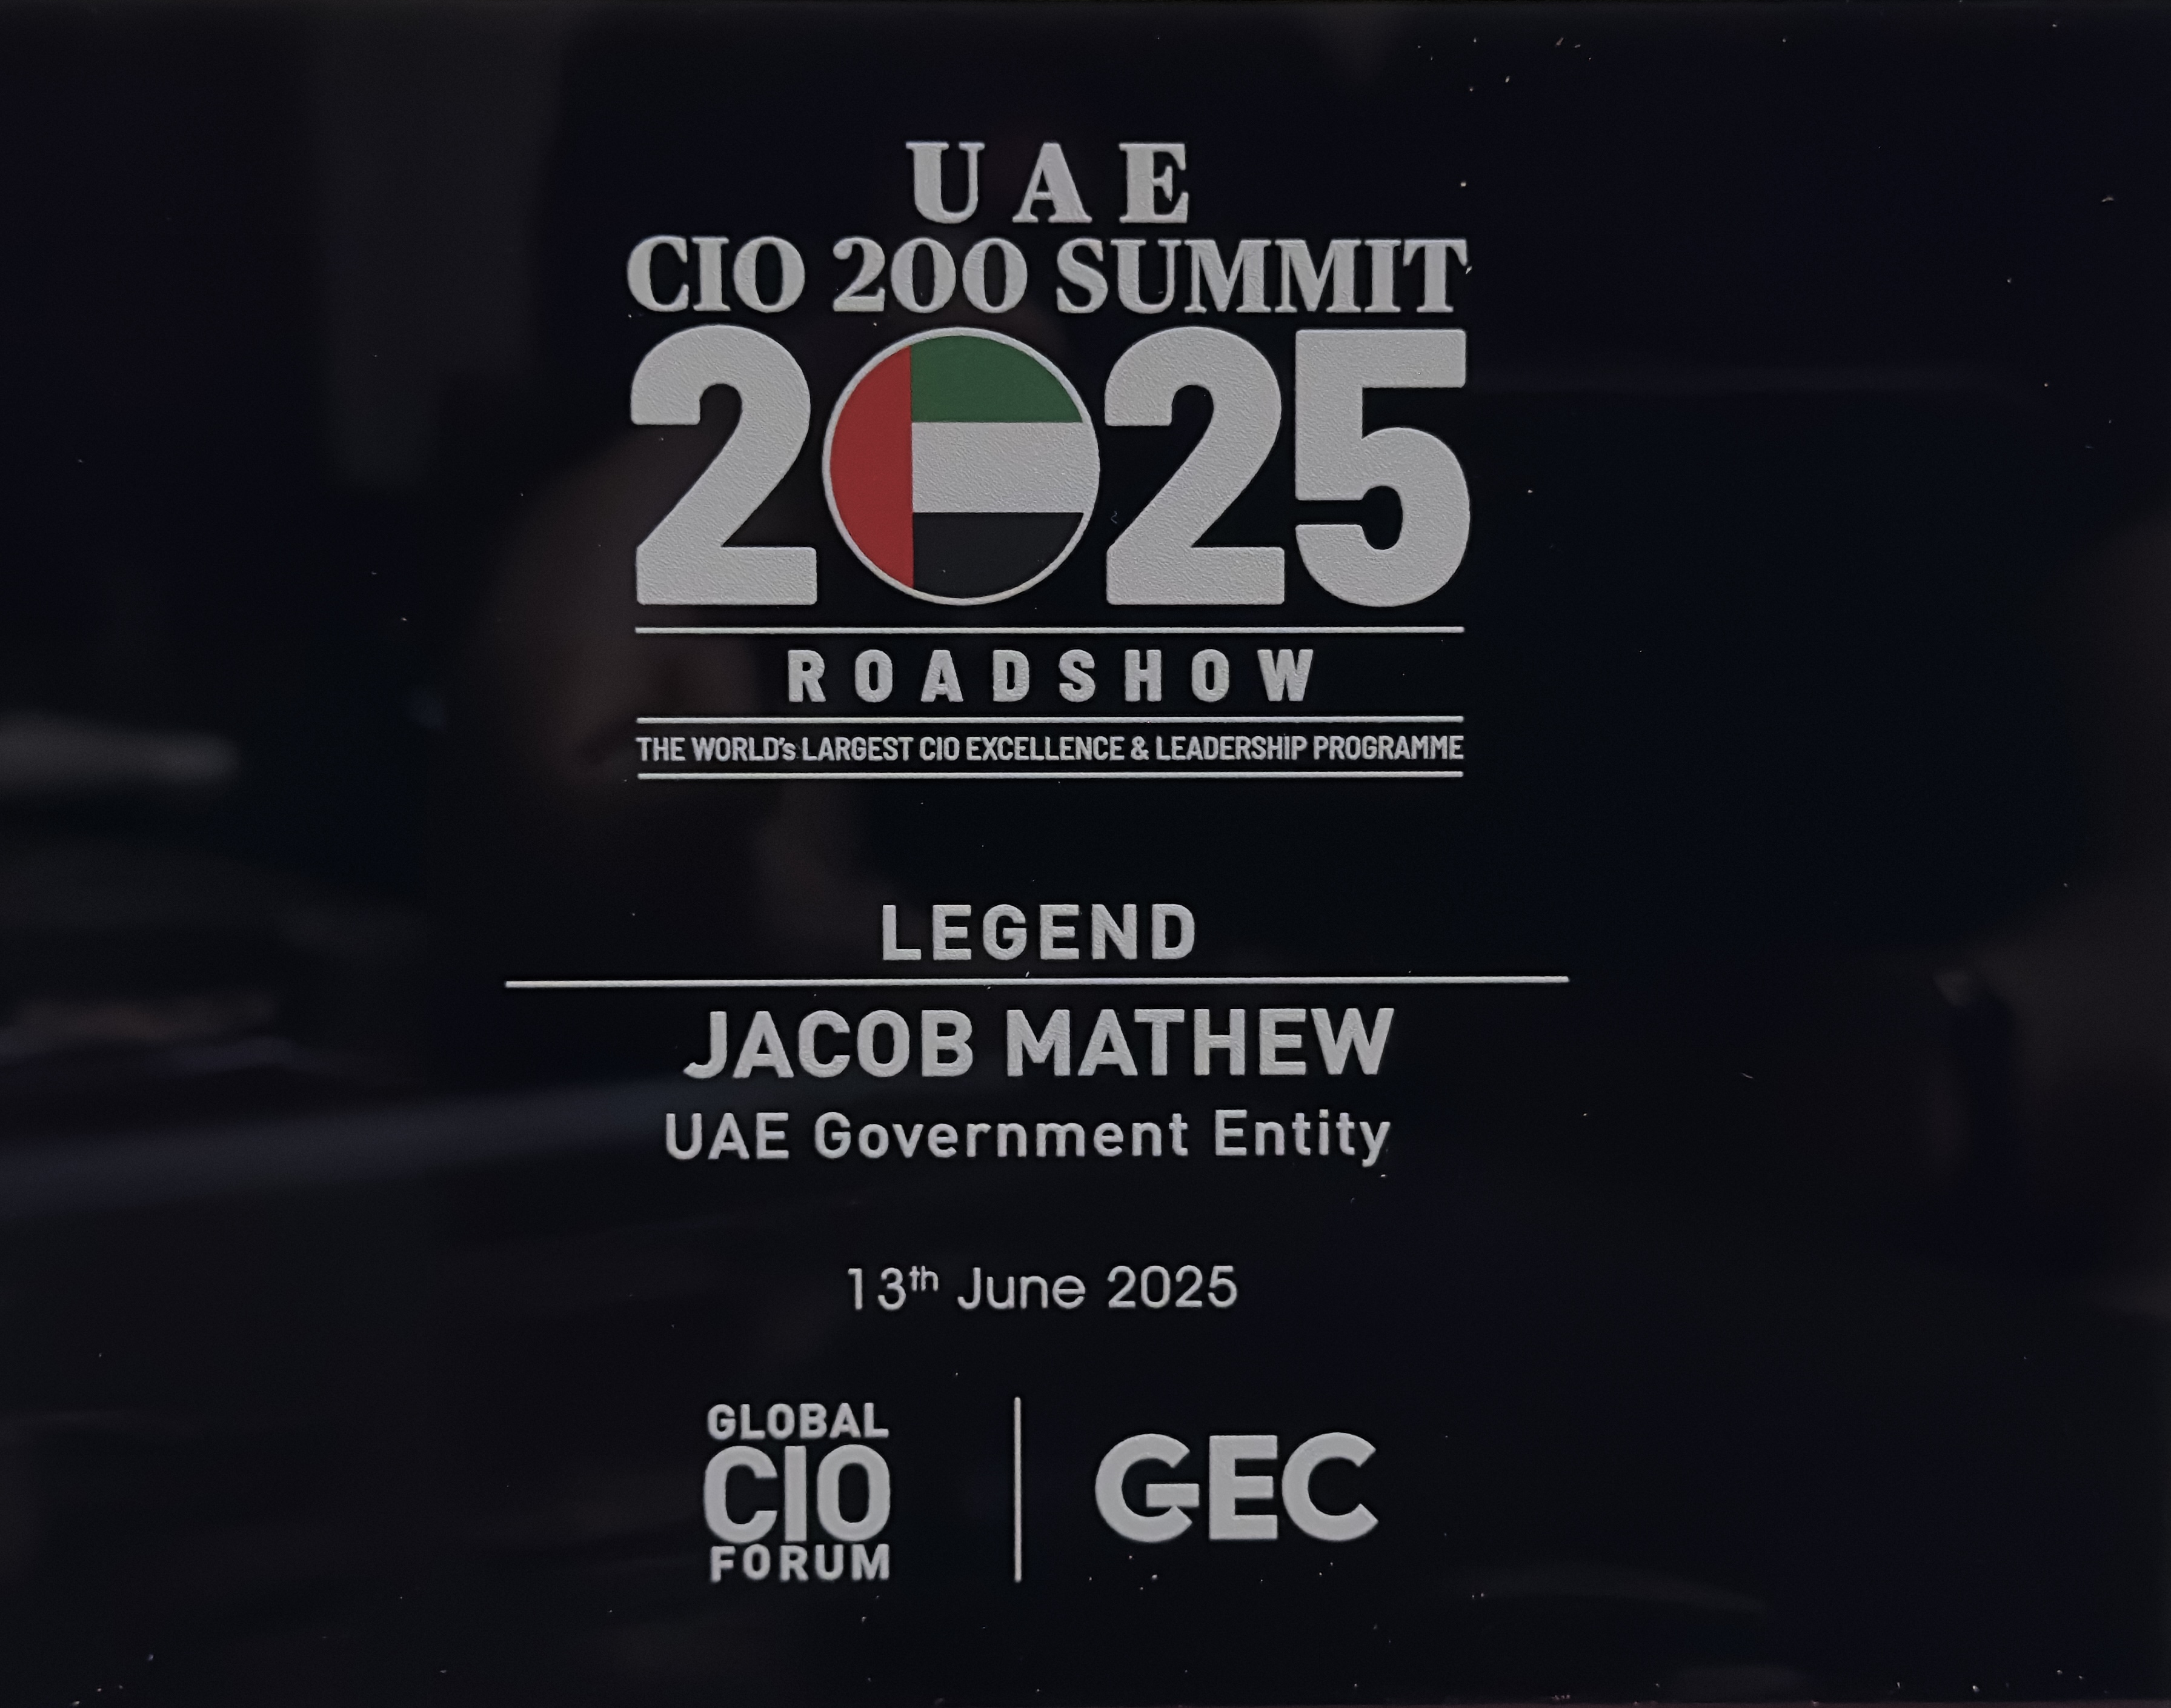 UAE
CIO 200 SUMMIT
2025
ROADSHOW
THE WORLD's LARGEST CIO EXCELLENCE & LEADERSHIP PROGRAMME
LEGEND
JACOB MATHEW
UAE Government Entity
13th June 2025
GLOBAL
CIO
FORUM
GEC